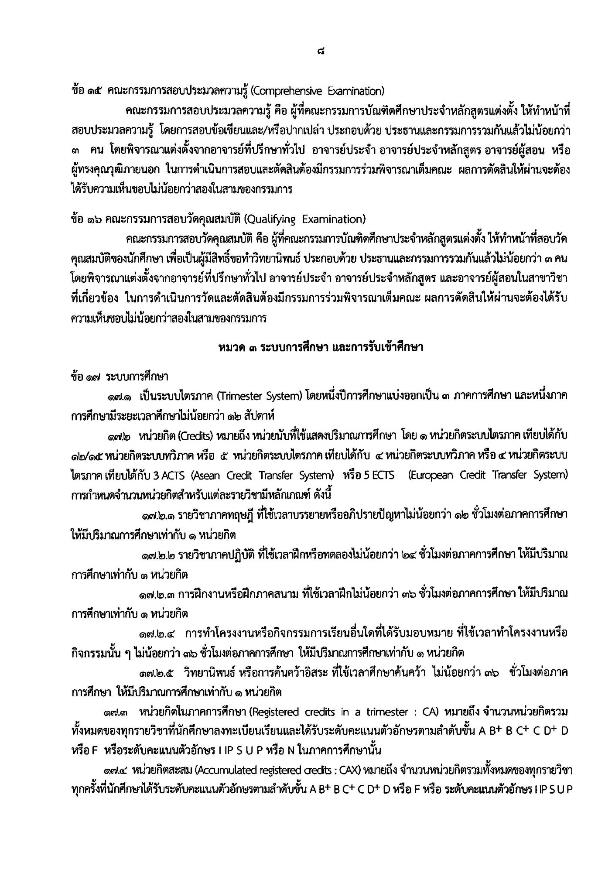 ๘
ข้อ ๑๕ คณะกรรมการสอบประมวลความรู้ (Comprehensive Examination)
คณะกรรมการสอบประมวลความรู้ คือ ผู้ที่คณะกรรมการบัณฑิตศึกษาประจำหลักสูตรแต่งตั้ง ให้ทำหน้าที่
สอบประมวลความรู้ โดยการสอบข้อเขียนและ/หรือปากเปล่า ประกอบด้วย ประธานและกรรมการรวมกันแล้วไม่น้อยกว่า
๓ คน โดยพิจารณาแต่งตั้งจากอาจารย์ที่ปรึกษาทั่วไป อาจารย์ประจำ อาจารย์ประจำหลักสูตร อาจารย์ผู้สอน หรือ
ผู้ทรงคุณวุฒิภายนอก ในการดำเนินการสอบและตัดสินต้องมีกรรมการร่วมพิจารณาเต็มคณะ ผลการตัดสินให้ผ่านจะต้อง
ได้รับความเห็นชอบไม่น้อยกว่าสองในสามของกรรมการ
ข้อ ๑๖ คณะกรรมการสอบวัดคุณสมบัติ (Qualifying Examination)
คณะกรรมการสอบวัดคุณสมบัติ คือ ผู้ที่คณะกรรมการบัณฑิตศึกษาประจำหลักสูตรแต่งตั้ง ให้ทำหน้าที่สอบวัด
คุณสมบัติของนักศึกษา เพื่อเป็นผู้มีสิทธิ์ขอทำวิทยานิพนธ์ ประกอบด้วย ประธานและกรรมการรวมกันแล้วไม่น้อยกว่า ๓ คน
โดยพิจารณาแต่งตั้งจากอาจารย์ที่ปรึกษาทั่วไป อาจารย์ประจำ อาจารย์ประจำหลักสูตร และอาจารย์ผู้สอนในสาขาวิชา
ที่เกี่ยวข้อง ในการดำเนินการวัดและตัดสินต้องมีกรรมการร่วมพิจารณาเต็มคณะ ผลการตัดสินให้ผ่านจะต้องได้รับ
ความเห็นชอบไม่น้อยกว่าสองในสามของกรรมการ
หมวด ๓ ระบบการศึกษา และการรับเข้าศึกษา
ข้อ ๑๗ ระบบการศึกษา
๑๗.๑ เป็นระบบไตรภาค (Trimester System) โดยหนึ่งปีการศึกษาแบ่งออกเป็น ๓ ภาคการศึกษา และหนึ่งภาค
การศึกษามีระยะเวลาศึกษาไม่น้อยกว่า ๑๒ สัปดาห์
๑๗.๒ หน่วยกิต (Credits) หมายถึง หน่วยนับที่ใช้แสดงปริมาณการศึกษา โดย ๑ หน่วยกิตระบบไตรภาค เทียบได้กับ
๑๒/๑๕ หน่วยกิตระบบทวิภาค หรือ ๕ หน่วยกิตระบบไตรภาค เทียบได้กับ ๔ หน่วยกิตระบบทวิภาค หรือ ๔ หน่วยกิตระบบ
ไตรภาค เทียบได้กับ 3 ACTS (Asean Credit Transfer System) หรือ 5 ECTS (European Credit Transfer System)
การกำหนดจำนวนหน่วยกิตสำหรับแต่ละรายวิชามีหลักเกณฑ์ ดังนี้
๑๗.๒.๑ รายวิชาภาคทฤษฎี ที่ใช้เวลาบรรยายหรืออภิปรายปัญหาไม่น้อยกว่า ๑๒ ชั่วโมงต่อภาคการศึกษา
ให้มีปริมาณการศึกษาเท่ากับ ๑ หน่วยกิต
๑๗.๒.๒ รายวิชาภาคปฏิบัติ ที่ใช้เวลาฝึกหรือทดลองไม่น้อยกว่า ๒๔ ชั่วโมงต่อภาคการศึกษา ให้มีปริมาณ
การศึกษาเท่ากับ ๑ หน่วยกิต
๑๗.๒.๓ การฝึกงานหรือฝึกภาคสนาม ที่ใช้เวลาฝึกไม่น้อยกว่า ๓๖ ชั่วโมงต่อภาคการศึกษา ให้มีปริมาณ
การศึกษาเท่ากับ ๑ หน่วยกิต
๑๗.๒.๔ การทำโครงงานหรือกิจกรรมการเรียนอื่นใดที่ได้รับมอบหมาย ที่ใช้เวลาทำโครงงานหรือ
กิจกรรมนั้น ๆ ไม่น้อยกว่า ๓๖ ชั่วโมงต่อภาคการศึกษา ให้มีปริมาณการศึกษาเท่ากับ ๑ หน่วยกิต
๑๗.๒.๕ วิทยานิพนธ์ หรือการค้นคว้าอิสระ ที่ใช้เวลาศึกษาค้นคว้า ไม่น้อยกว่า ๓๖ ชั่วโมงต่อภาค
การศึกษา ให้มีปริมาณการศึกษาเท่ากับ ๑ หน่วยกิต
๑๗.๓ หน่วยกิตในภาคการศึกษา (Registered credits in a trimester : CA) หมายถึง จำนวนหน่วยกิตรวม
ทั้งหมดของทุกรายวิชาที่นักศึกษาลงทะเบียนเรียนและได้รับระดับคะแนนตัวอักษรตามลำดับขั้น A B+ B C+ C D+ D
หรือ F หรือระดับคะแนนตัวอักษร I IP S U P หรือ N ในภาคการศึกษานั้น
๑๗.๔ หน่วยกิตสะสม (Accumulated registered credits : CAX) หมายถึง จำนวนหน่วยกิตรวมทั้งหมดของทุกรายวิชา
ทุกครั้งที่นักศึกษาได้รับระดับคะแนนตัวอักษรตามลำดับขั้น A B+ B C+ C D+ D หรือ F หรือ ระดับคะแนนตัวอักษร I IP S U P